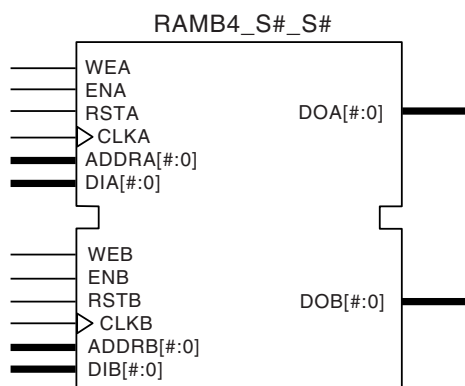 RAMB4_S#_S#
WEA
ENA
RSTA
DOA[#:0]
CLKA
ADDRA[#:0]
DIA[#:0]
WEB
ENB
RSTB
DOB[#:0]
CLKB
ADDRB[#:0]
DIB[#:0]